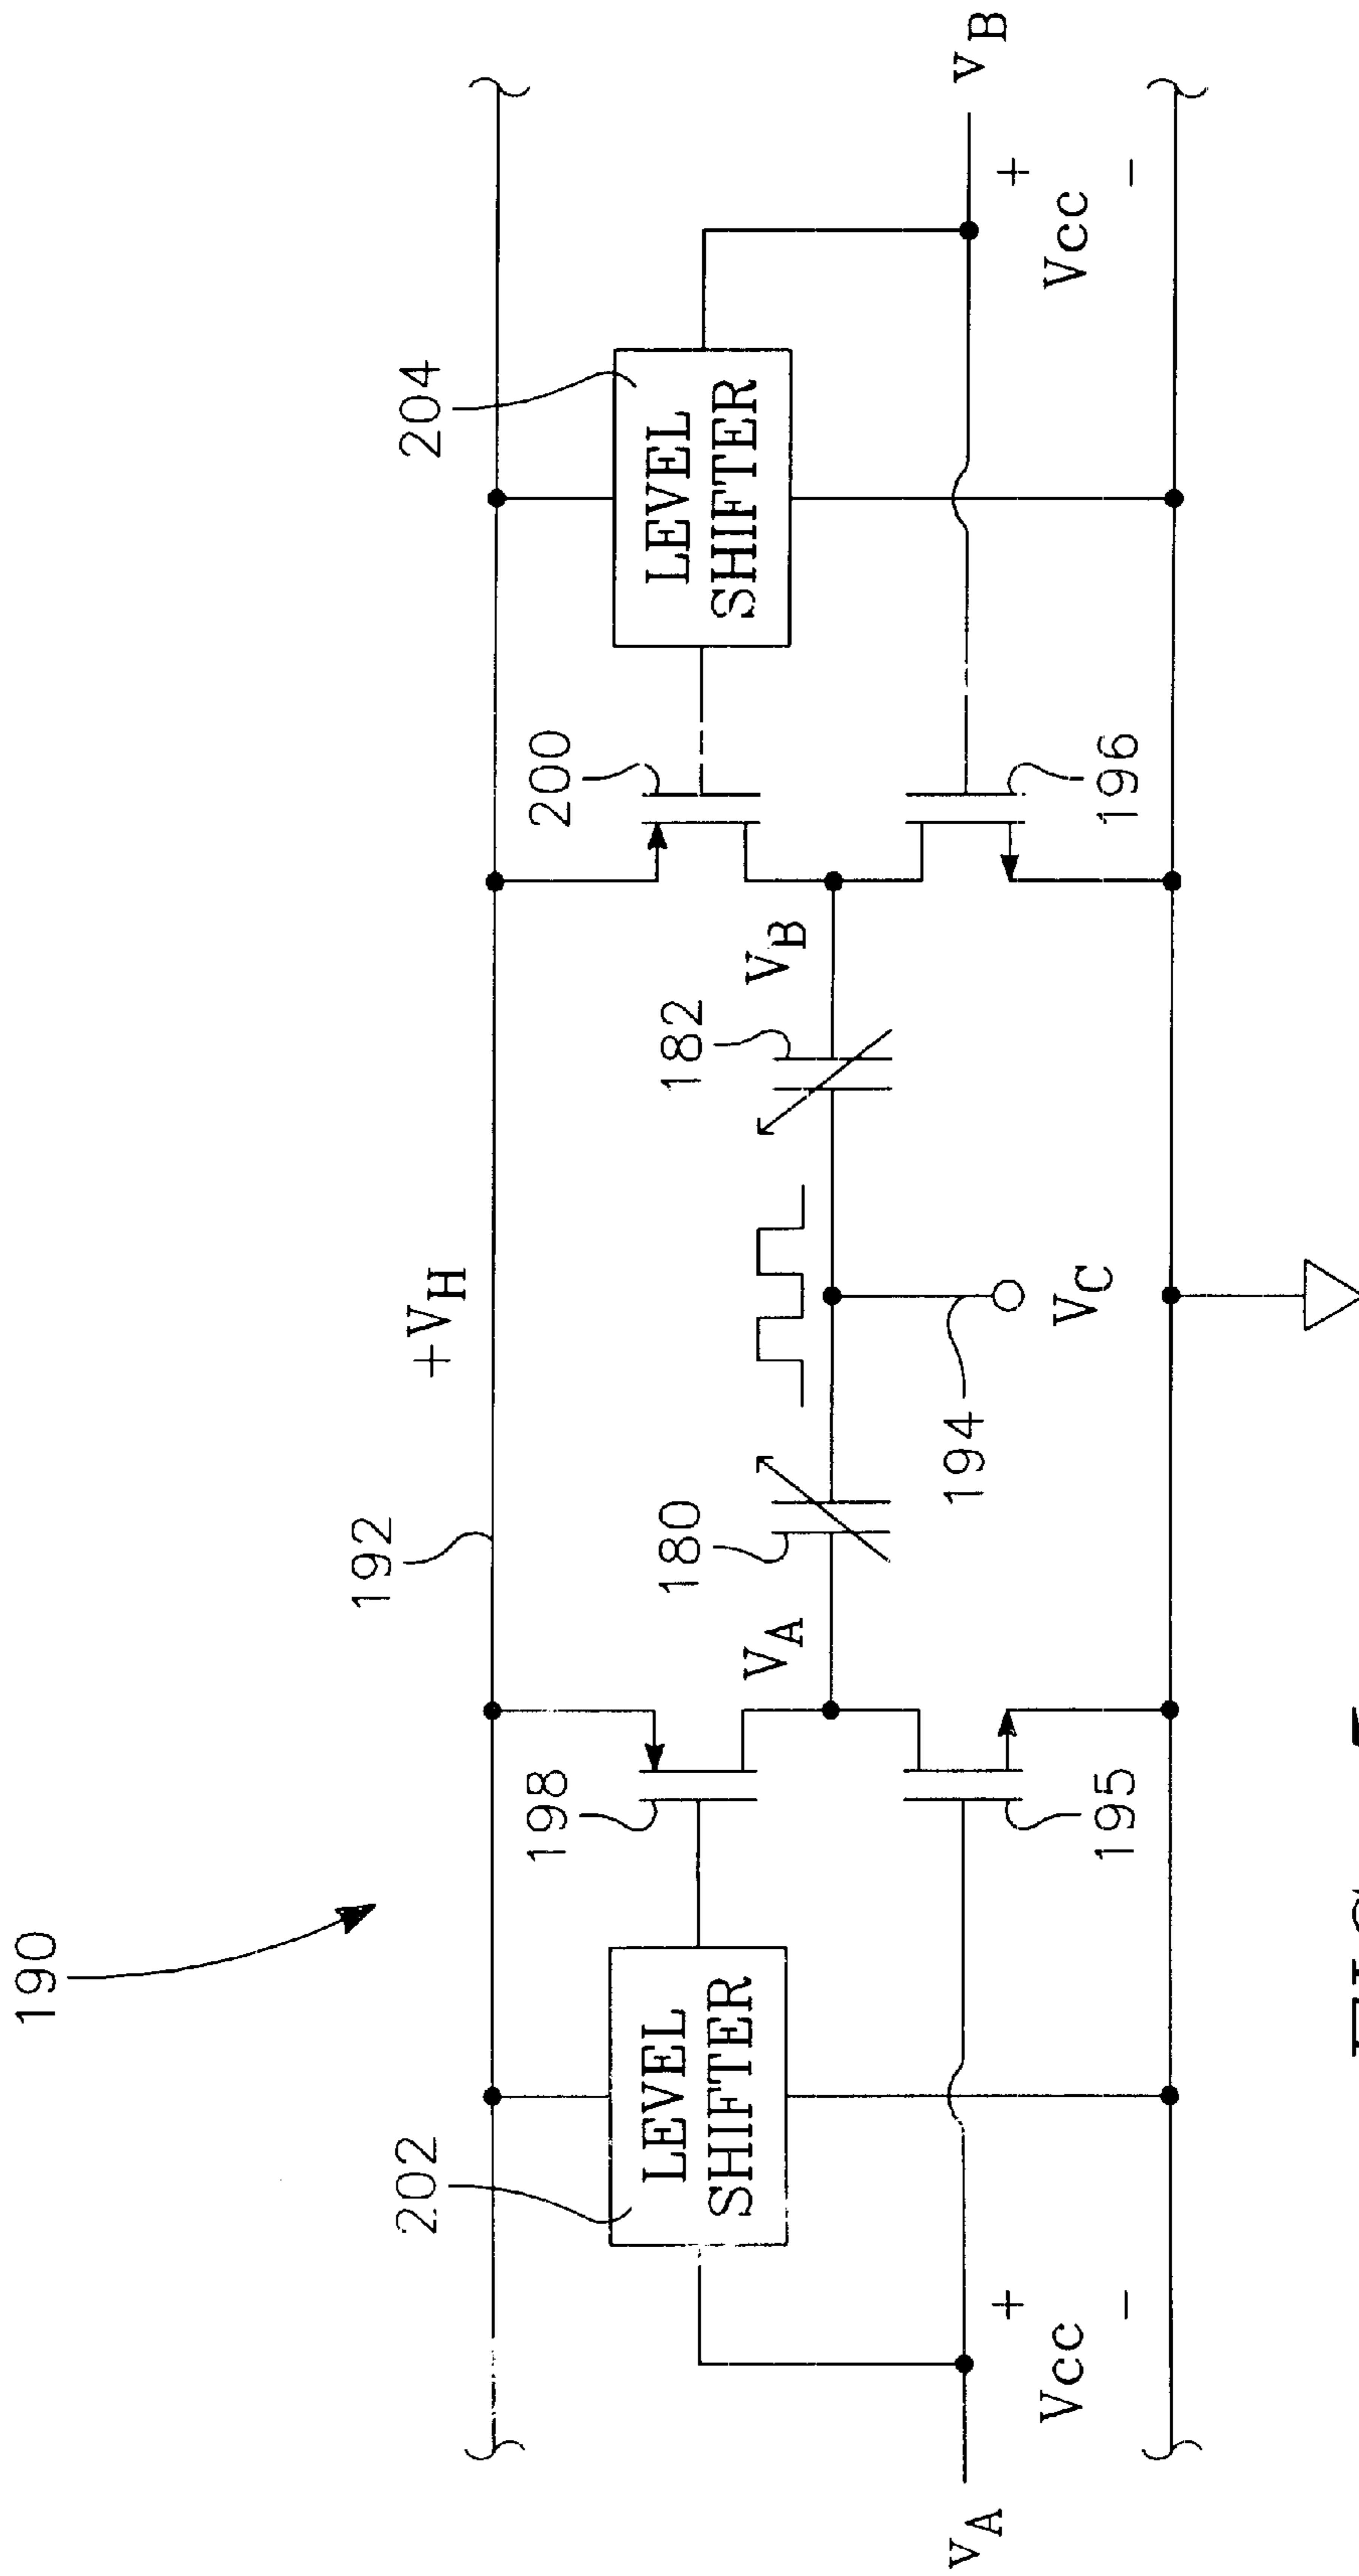 190
+V_H
192
202
LEVEL
SHIFTER
198
V_A
180
182
V_B
200
204
LEVEL
SHIFTER
v_A
+
Vcc
-
195
194
V_C
196
+
Vcc
-
v_B